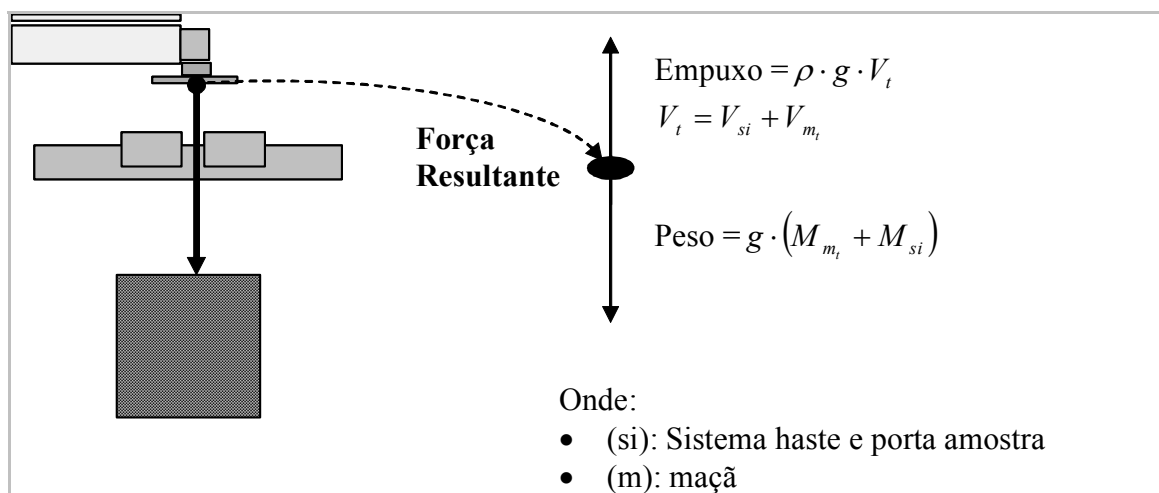 Empuxo = ρ · g · V_t
V_t = V_si + V_m_t
Força
Resultante
Peso = g · (M_m_t + M_si)
Onde:
• (si): Sistema haste e porta amostra
• (m): maçã